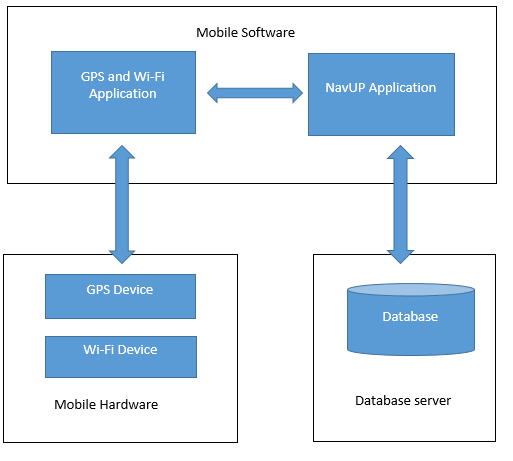 Mobile Software
GPS and Wi-Fi
Application
NavUP Application
GPS Device
Wi-Fi Device
Mobile Hardware
Database
Database server